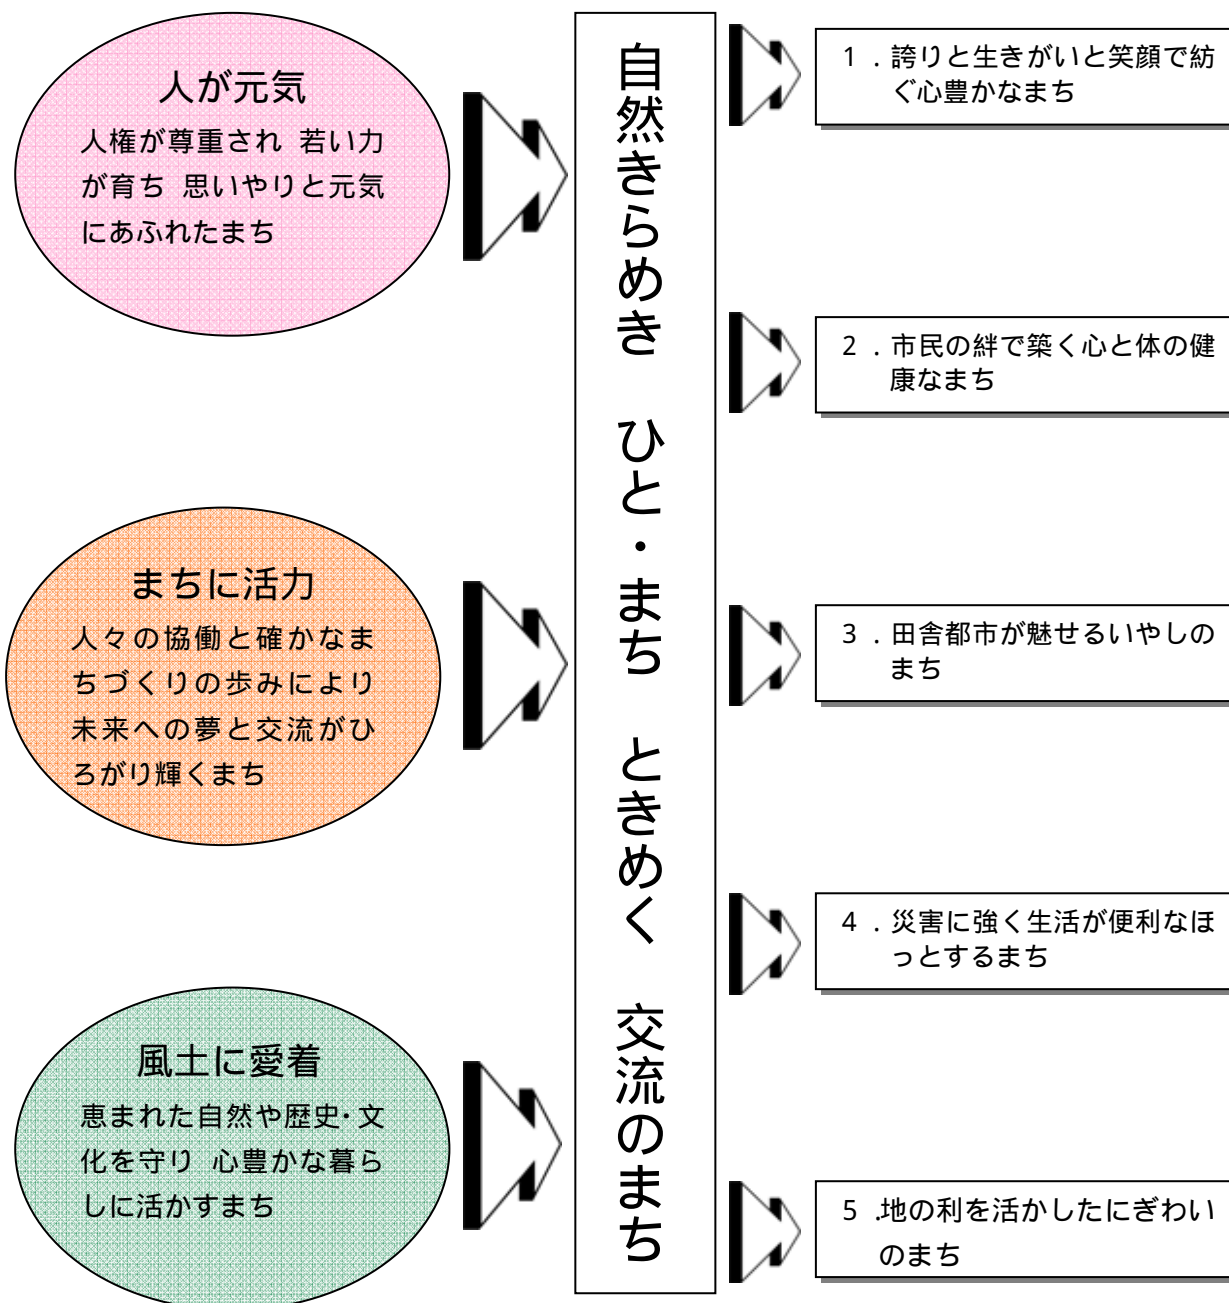 人が元気
人権が尊重され 若い力
が育ち 思いやりと元気
にあふれたまち
まちに活力
人々の協働と確かなま
ちづくりの歩みにより
未来への夢と交流がひ
ろがり輝くまち
風土に愛着
恵まれた自然や歴史・文
化を守り 心豊かな暮ら
しに活かすまち
自然きらめき ひと・まち ときめく 交流のまち
1．誇りと生きがいと笑顔で紡
ぐ心豊かなまち
2．市民の絆で築く心と体の健
康なまち
3．田舎都市が魅せるいやしの
まち
4．災害に強く生活が便利なほ
っとするまち
5．地の利を活かしたにぎわい
のまち